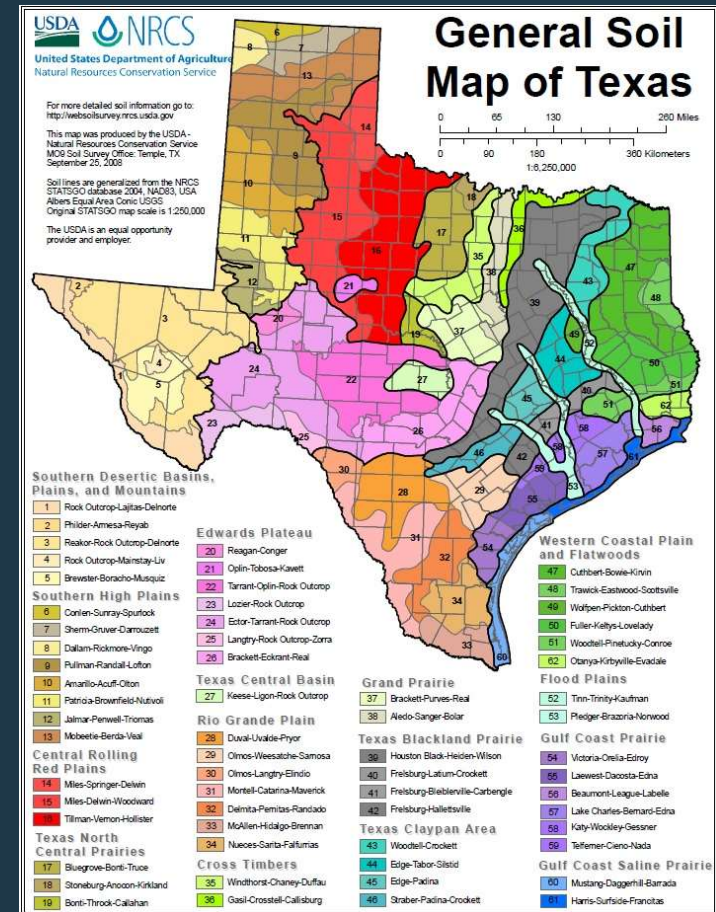 USDA NRCS
United States Department of Agriculture
Natural Resources Conservation Service
General Soil
Map of Texas
For more detailed soil information go to:
http://websoilsurvey.nrcs.usda.gov
This map was produced by the USDA -
Natural Resources Conservation Service
MO9 Soil Survey Office: Temple, TX
September 25, 2008
Soil lines are generalized from the NRCS
STATSGO database 2004, NAD83, USA
Albers Equal Area Conic USGS
Original STATSGO map scale is 1:250,000
The USDA is an equal opportunity
provider and employer.
0 65 130 260 Miles
0 90 180 360 Kilometers
1:6,250,000
Southern Desertic Basins,
Plains, and Mountains
1 Rock Outcrop-Lajitas-Delnorte
2 Philder-Armesa-Reyab
3 Reakor-Rock Outcrop-Delnorte
4 Rock Outcrop-Mainstay-Liv
5 Brewster-Boracho-Musquiz
Southern High Plains
6 Conlen-Sunray-Spurlock
7 Sherm-Gruver-Darrouzett
8 Dallam-Rickmore-Vingo
9 Pullman-Randall-Lofton
10 Amarillo-Acuff-Olton
11 Patricia-Brownfield-Nutivoli
12 Jalmar-Penwell-Triomas
13 Mobeetie-Berda-Veal
Central Rolling
Red Plains
14 Miles-Springer-Delwin
15 Miles-Delwin-Woodward
16 Tillman-Vernon-Hollister
Texas North
Central Prairies
17 Bluegrove-Bonti-Truce
18 Stoneburg-Anocon-Kirkland
19 Bonti-Throck-Callahan
Edwards Plateau
20 Reagan-Conger
21 Oplin-Tobosa-Kavett
22 Tarrant-Oplin-Rock Outcrop
23 Lozier-Rock Outcrop
24 Ector-Tarrant-Rock Outcrop
25 Langtry-Rock Outcrop-Zorra
26 Brackett-Eckrant-Real
Texas Central Basin
27 Keese-Ligon-Rock Outcrop
Rio Grande Plain
28 Duval-Uvalde-Pryor
29 Olmos-Weesatche-Sarnosa
30 Olmos-Langtry-Elindio
31 Montell-Catarina-Maverick
32 Delmita-Pernitas-Randado
33 McAllen-Hidalgo-Brennan
34 Nueces-Sarita-Falfurrias
Cross Timbers
35 Windthorst-Chaney-Duffau
36 Gasil-Crosstell-Callisburg
Grand Prairie
37 Brackett-Purves-Real
38 Aledo-Sanger-Bolar
Texas Blackland Prairie
39 Houston Black-Heiden-Wilson
40 Frelsburg-Latium-Crockett
41 Frelsburg-Bleiblerville-Carbengle
42 Frelsburg-Hallettsville
Texas Claypan Area
43 Woodtell-Crockett
44 Edge-Tabor-Silstid
45 Edge-Padina
46 Straber-Padina-Crockett
Western Coastal Plain
and Flatwoods
47 Cuthbert-Bowie-Kirvin
48 Trawick-Eastwood-Scottsville
49 Wolfpen-Pickton-Cuthbert
50 Fuller-Keltys-Lovelady
51 Woodtell-Pinetucky-Conroe
62 Otanya-Kirbyville-Evadale
Flood Plains
52 Tinn-Trinity-Kaufman
53 Pledger-Brazoria-Norwood
Gulf Coast Prairie
54 Victoria-Orelia-Edroy
55 Laewest-Dacosta-Edna
56 Beaumont-League-Labelle
57 Lake Charles-Bernard-Edna
58 Katy-Wockley-Gessner
59 Telferner-Cieno-Nada
Gulf Coast Saline Prairie
60 Mustang-Daggerhill-Barrada
61 Harris-Surfside-Francitas